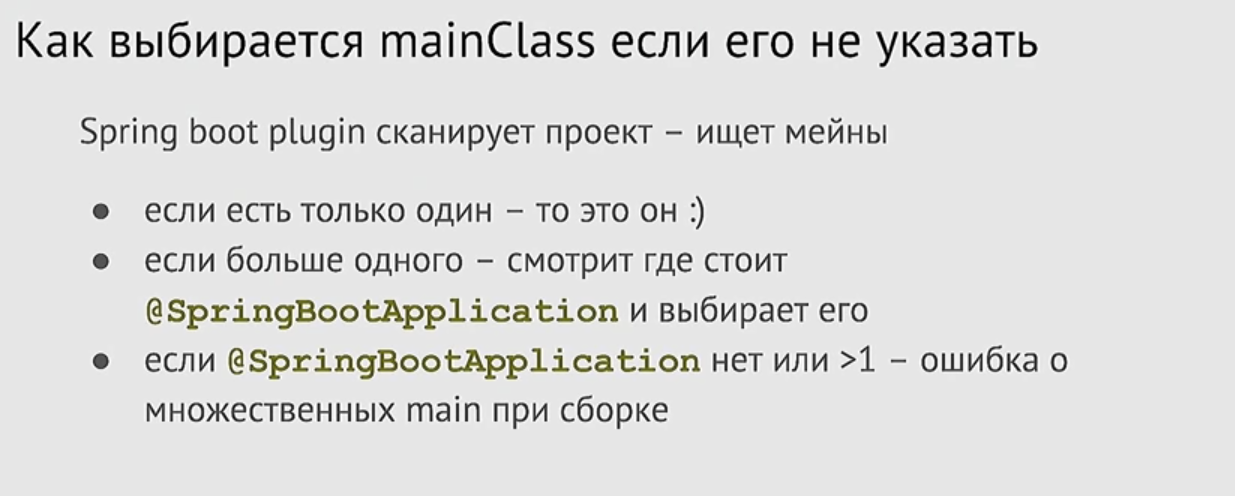 Как выбирается mainClass если его не указать
Spring boot plugin сканирует проект – ищет мейны
● если есть только один – то это он :)
● если больше одного – смотрит где стоит
@SpringBootApplication и выбирает его
● если @SpringBootApplication нет или >1 – ошибка о
множественных main при сборке